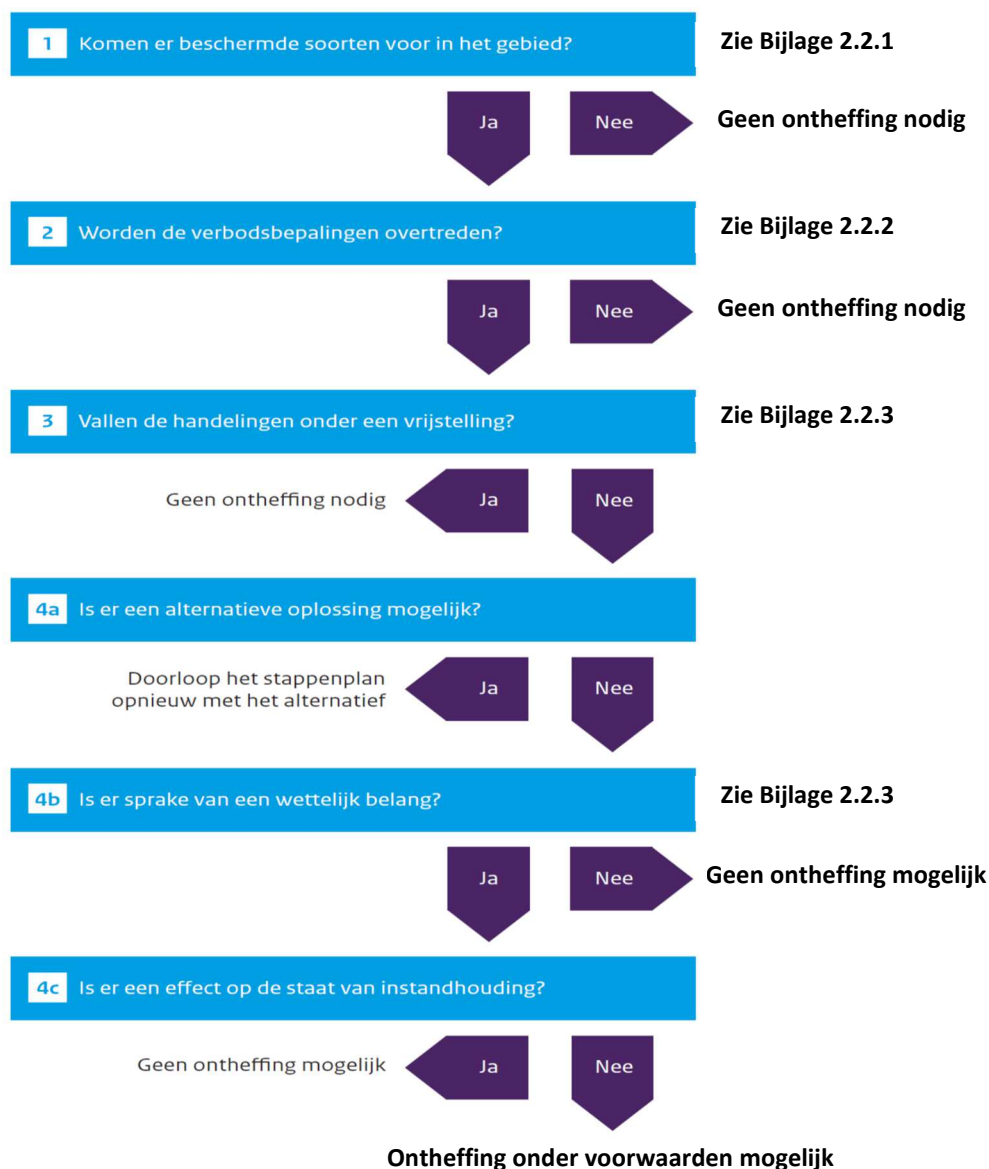 1 Komen er beschermde soorten voor in het gebied? Zie Bijlage 2.2.1
Ja Nee Geen ontheffing nodig
2 Worden de verbodsbepalingen overtreden? Zie Bijlage 2.2.2
Ja Nee Geen ontheffing nodig
3 Vallen de handelingen onder een vrijstelling? Zie Bijlage 2.2.3
Geen ontheffing nodig Ja Nee
4a Is er een alternatieve oplossing mogelijk?
Doorloop het stappenplan
opnieuw met het alternatief Ja Nee
4b Is er sprake van een wettelijk belang? Zie Bijlage 2.2.3
Ja Nee Geen ontheffing mogelijk
4c Is er een effect op de staat van instandhouding?
Geen ontheffing mogelijk Ja Nee
Ontheffing onder voorwaarden mogelijk